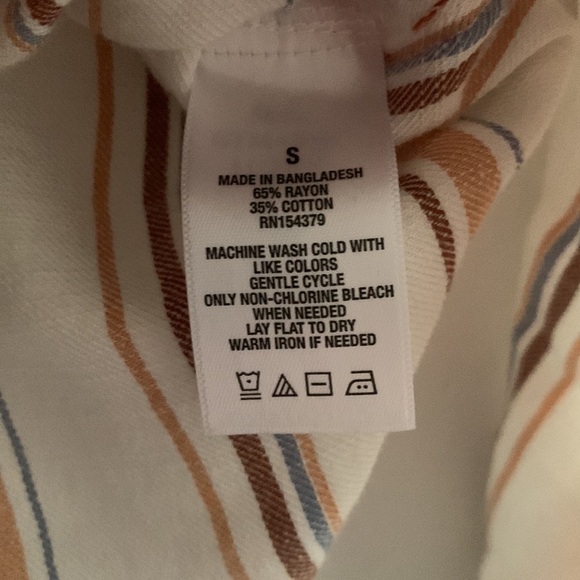 S
MADE IN BANGLADESH
65% RAYON
35% COTTON
RN154379
MACHINE WASH COLD WITH
LIKE COLORS
GENTLE CYCLE
ONLY NON-CHLORINE BLEACH
WHEN NEEDED
LAY FLAT TO DRY
WARM IRON IF NEEDED